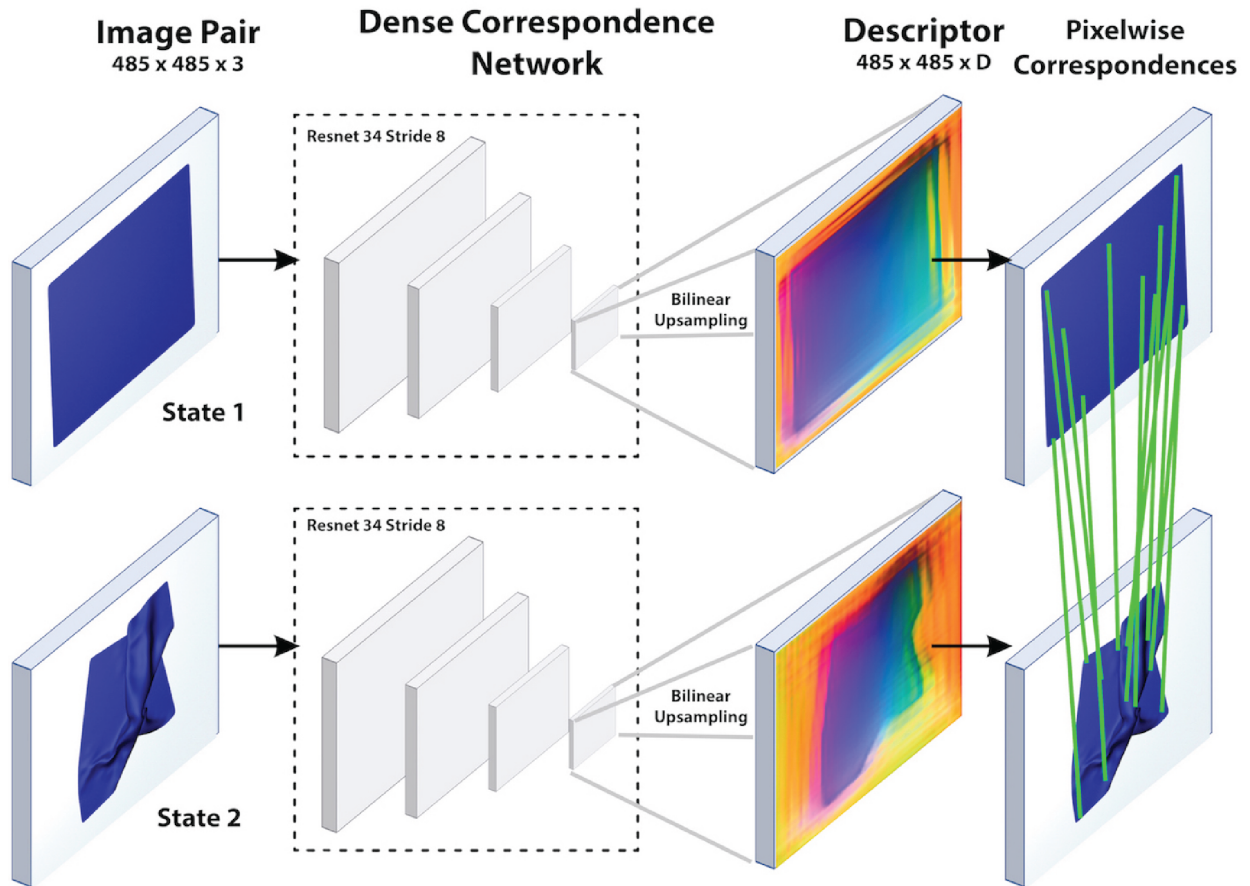 Image Pair
485 x 485 x 3
Dense Correspondence
Network
Descriptor
485 x 485 x D
Pixelwise
Correspondences
Resnet 34 Stride 8
Bilinear
Upsampling
State 1
Resnet 34 Stride 8
Bilinear
Upsampling
State 2